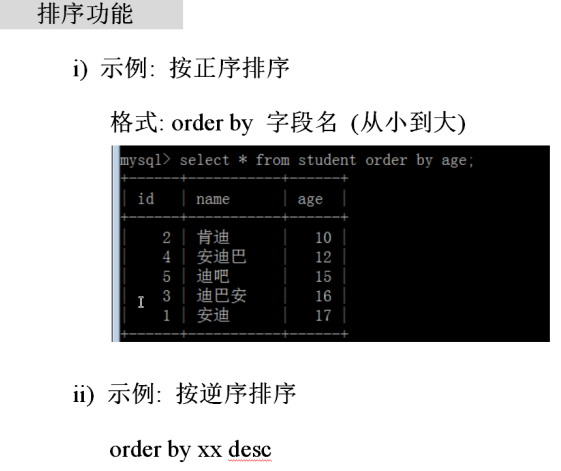 排序功能
i) 示例: 按正序排序
格式: order by 字段名 (从小到大)
mysql> select * from student order by age;
+------+-----------+------+
| id | name | age |
+------+-----------+------+
| 2 | 肯迪 | 10 |
| 4 | 安迪巴 | 12 |
| 5 | 迪吧 | 15 |
| 3 | 迪巴安 | 16 |
| 1 | 安迪 | 17 |
+------+-----------+------+
ii) 示例: 按逆序排序
order by xx desc